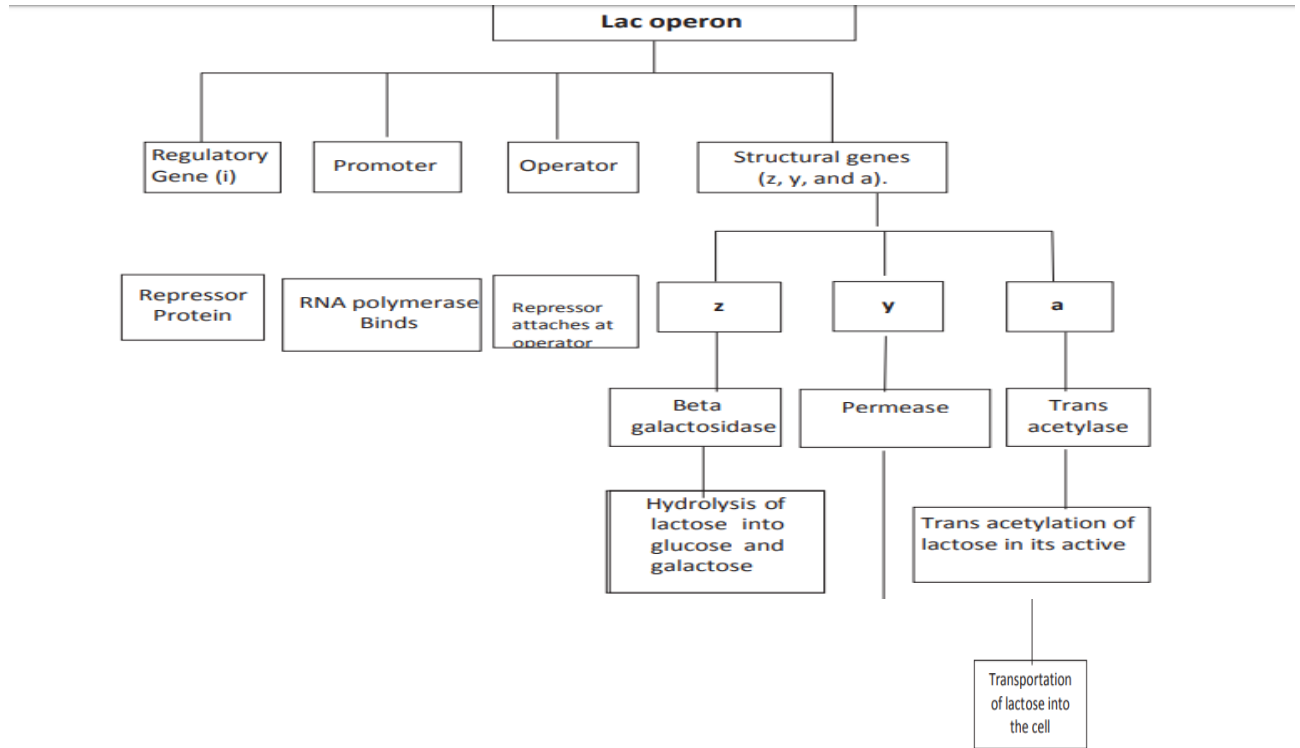 Lac operon
Regulatory
Gene (i)
Promoter
Operator
Structural genes
(z, y, and a).
Repressor
Protein
RNA polymerase
Binds
Repressor
attaches at
operator
z
y
a
Beta
galactosidase
Permease
Trans
acetylase
Hydrolysis of
lactose into
glucose and
galactose
Trans acetylation of
lactose in its active
Transportation
of lactose into
the cell